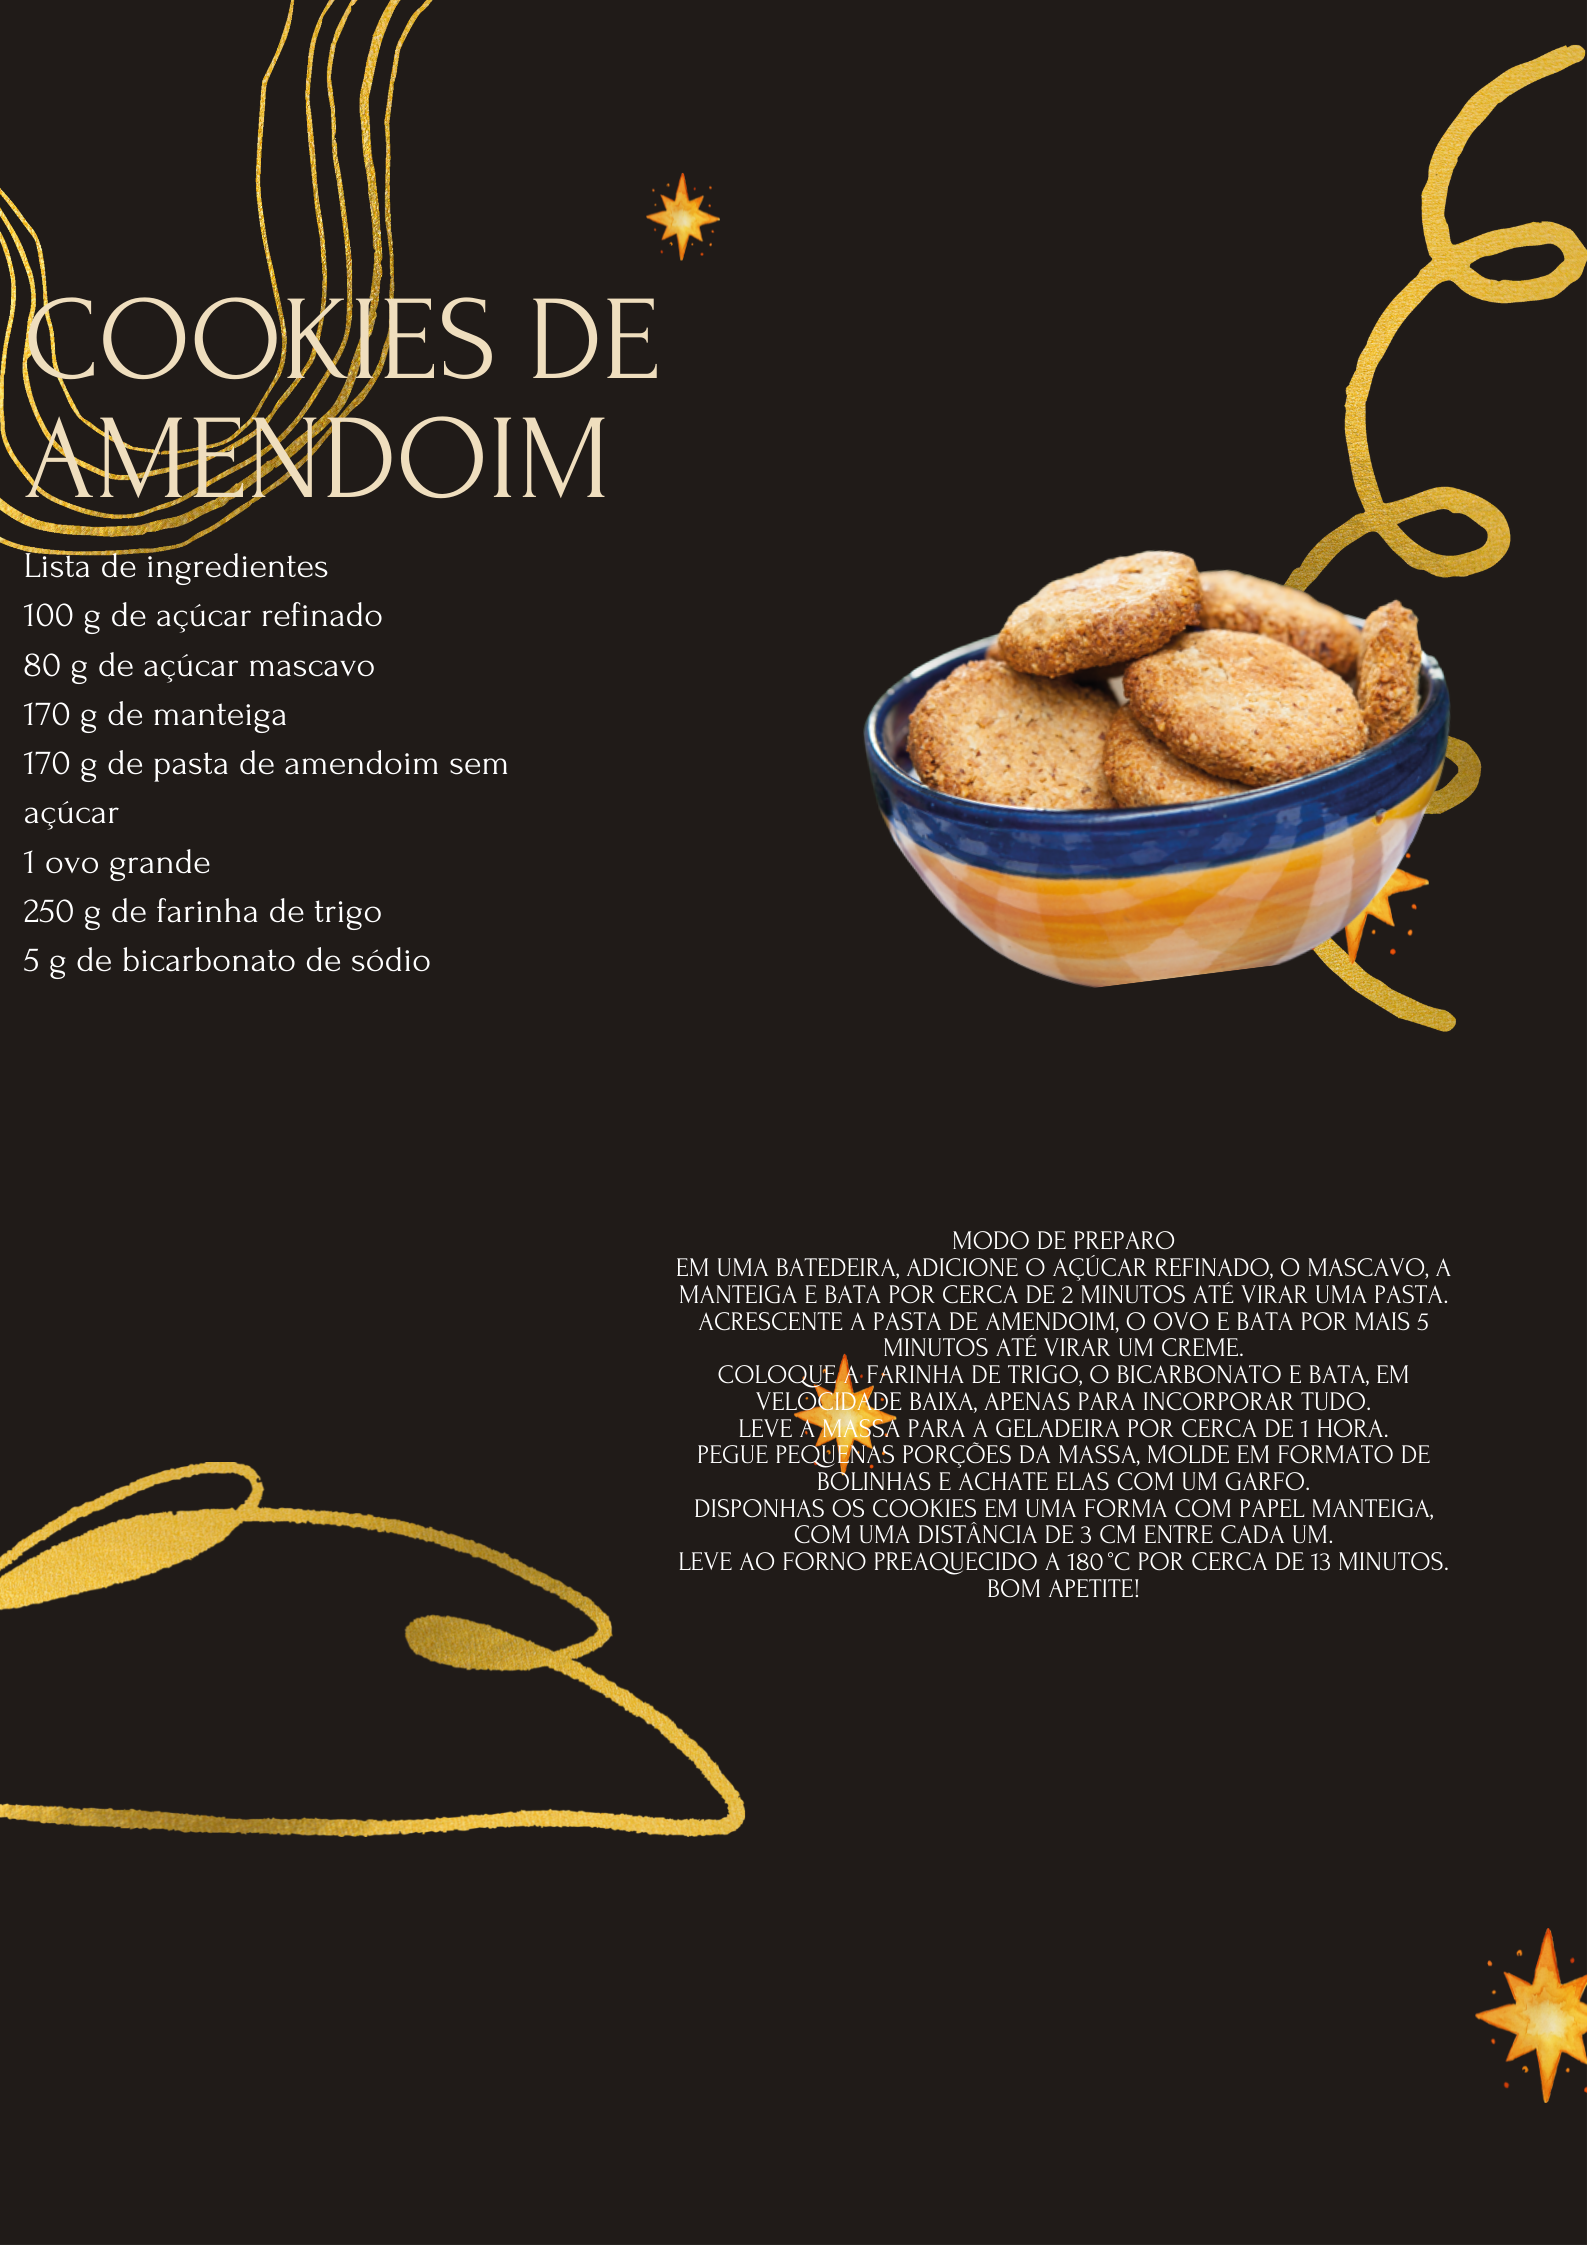 COOKIES DE
AMENDOIM
Lista de ingredientes
100 g de açúcar refinado
80 g de açúcar mascavo
170 g de manteiga
170 g de pasta de amendoim sem
açúcar
1 ovo grande
250 g de farinha de trigo
5 g de bicarbonato de sódio
MODO DE PREPARO
EM UMA BATEDEIRA, ADICIONE O AÇÚCAR REFINADO, O MASCAVO, A
MANTEIGA E BATA POR CERCA DE 2 MINUTOS ATÉ VIRAR UMA PASTA.
ACRESCENTE A PASTA DE AMENDOIM, O OVO E BATA POR MAIS 5
MINUTOS ATÉ VIRAR UM CREME.
COLOQUE A FARINHA DE TRIGO, O BICARBONATO E BATA, EM
VELOCIDADE BAIXA, APENAS PARA INCORPORAR TUDO.
LEVE A MASSA PARA A GELADEIRA POR CERCA DE 1 HORA.
PEGUE PEQUENAS PORÇÕES DA MASSA, MOLDE EM FORMATO DE
BOLINHAS E ACHATE ELAS COM UM GARFO.
DISPONHAS OS COOKIES EM UMA FORMA COM PAPEL MANTEIGA,
COM UMA DISTÂNCIA DE 3 CM ENTRE CADA UM.
LEVE AO FORNO PREAQUECIDO A 180 °C POR CERCA DE 13 MINUTOS.
BOM APETITE!